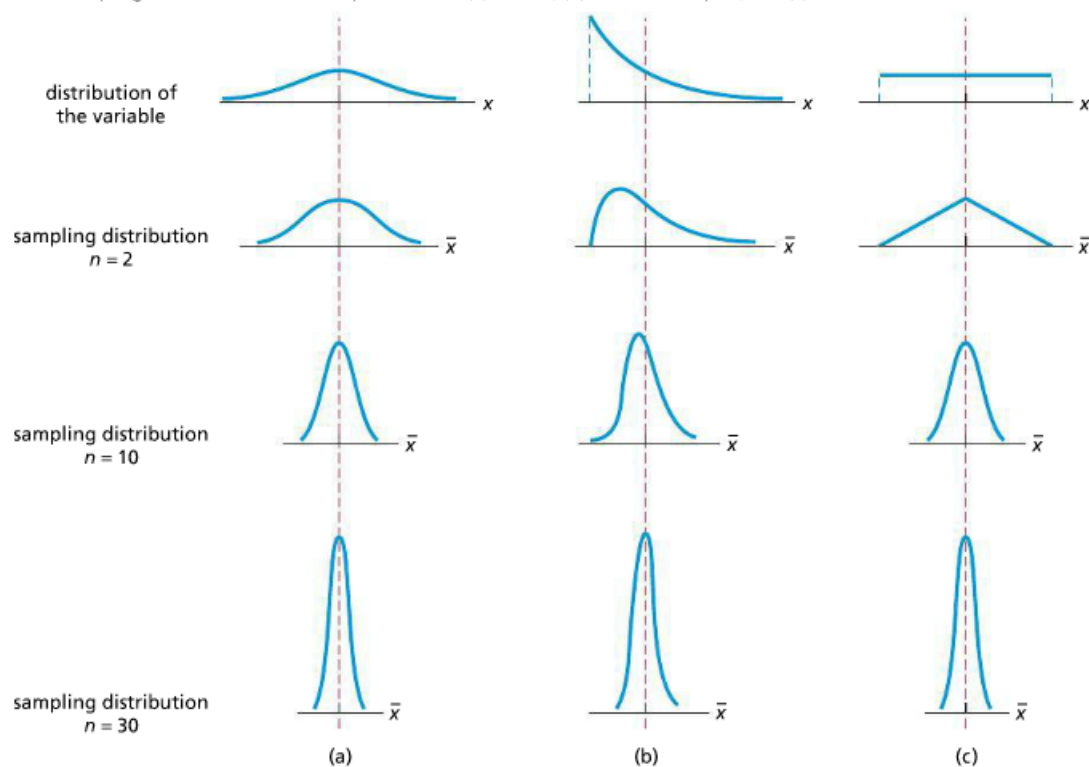 distribution of
the variable
x
x
x
sampling distribution
n = 2
x̄
x̄
x̄
sampling distribution
n = 10
x̄
x̄
x̄
sampling distribution
n = 30
x̄
x̄
x̄
(a)
(b)
(c)